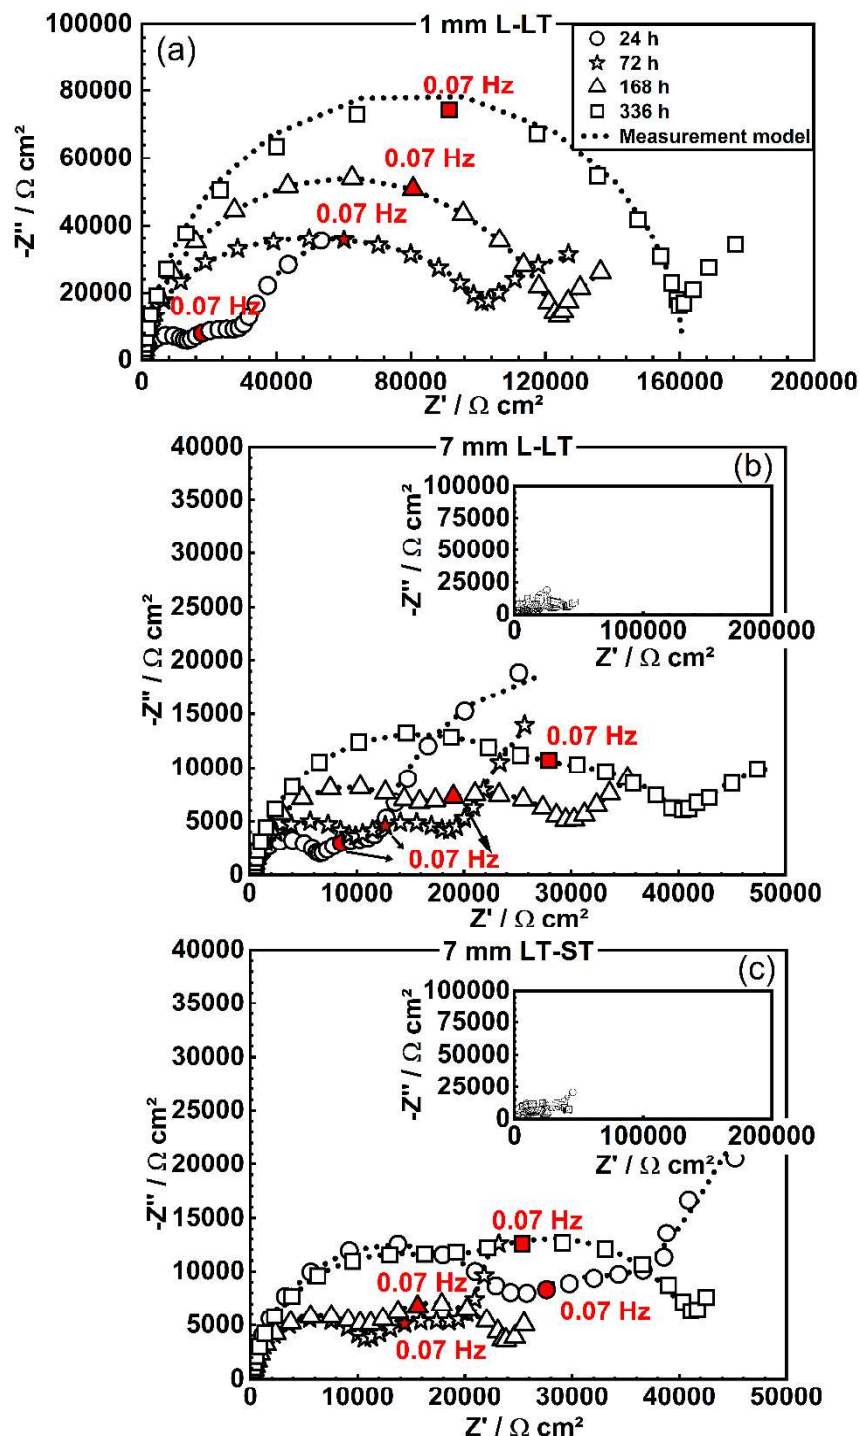 1 mm L-LT
(a)
24 h
72 h
168 h
336 h
Measurement model
0.07 Hz
0.07 Hz
0.07 Hz
0.07 Hz
100000
80000
60000
40000
20000
0
-Z'' / Ω cm²
0 40000 80000 120000 160000 200000
Z' / Ω cm²
7 mm L-LT
(b)
40000
35000
30000
25000
20000
15000
10000
5000
0
-Z'' / Ω cm²
100000
75000
50000
25000
0
-Z'' / Ω cm²
0 100000 200000
Z' / Ω cm²
0.07 Hz
0.07 Hz
0 10000 20000 30000 40000 50000
Z' / Ω cm²
7 mm LT-ST
(c)
40000
35000
30000
25000
20000
15000
10000
5000
0
-Z'' / Ω cm²
100000
75000
50000
25000
0
-Z'' / Ω cm²
0 100000 200000
Z' / Ω cm²
0.07 Hz
0.07 Hz
0.07 Hz
0.07 Hz
0 10000 20000 30000 40000 50000
Z' / Ω cm²